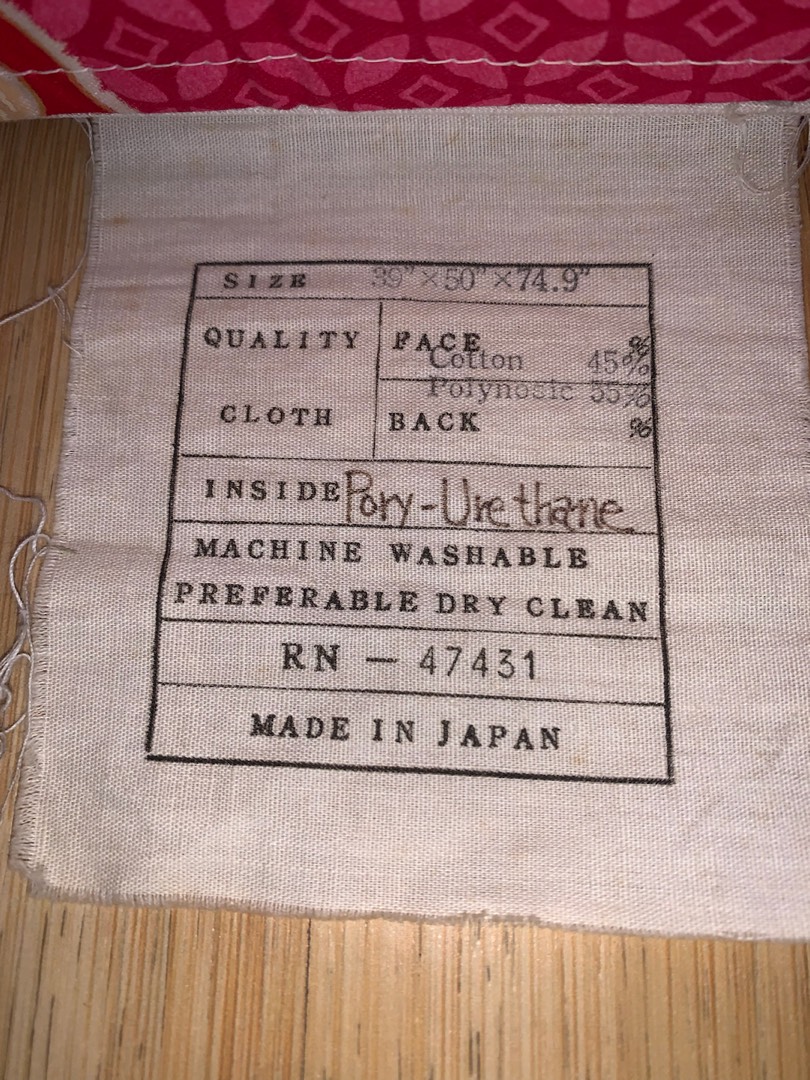 SIZE 39"×50"×74.9"
QUALITY FACE %
Cotton 45%
Polynosic 55%
CLOTH BACK %
INSIDE Pory-Urethane
MACHINE WASHABLE
PREFERABLE DRY CLEAN
RN – 47431
MADE IN JAPAN